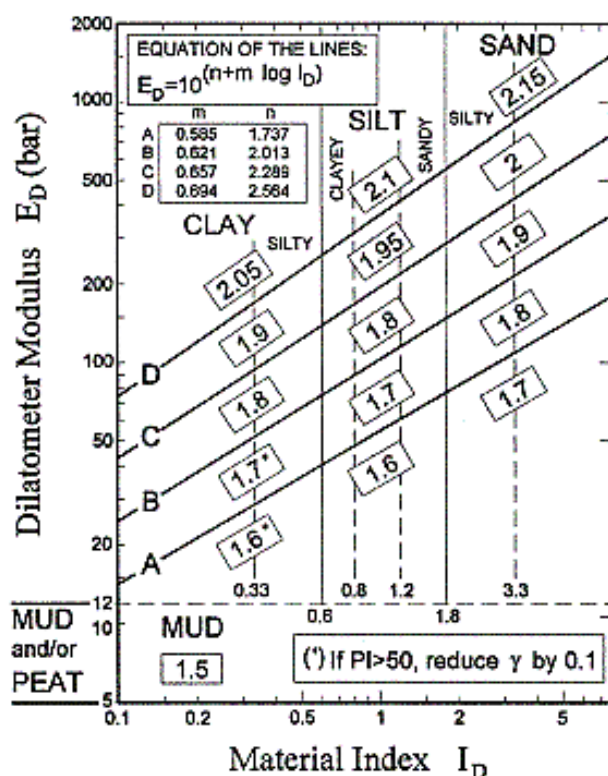 2000
1000
500
200
100
50
20
12
10
5
Dilatometer Modulus E_D (bar)
EQUATION OF THE LINES:
E_D=10^(n+m log I_D)
m n
A 0.585 1.737
B 0.621 2.013
C 0.657 2.289
D 0.694 2.564
SAND
SILTY
2.15
SILT
CLAYEY
SANDY
2.1
2
CLAY
SILTY
2.05
1.95
1.9
1.9
1.8
1.8
1.8
1.7
1.7
1.7*
1.6
1.6*
D
C
B
A
0.33
0.8
1.2
3.3
0.6
1.8
MUD
and/or
PEAT
MUD
1.5
(*) If PI>50, reduce γ by 0.1
0.1
0.2
0.5
1
2
5
Material Index I_D